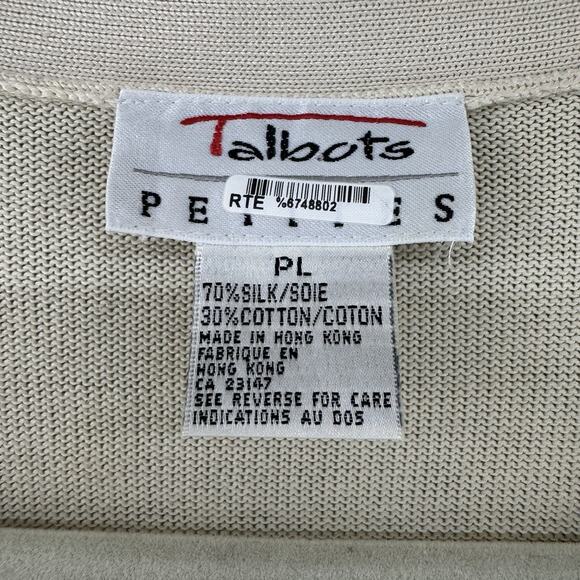 Talbots
PETITES
RTE %6748802
PL
70%SILK/SOIE
30%COTTON/COTON
MADE IN HONG KONG
FABRIQUE EN
HONG KONG
CA 23147
SEE REVERSE FOR CARE
INDICATIONS AU DOS